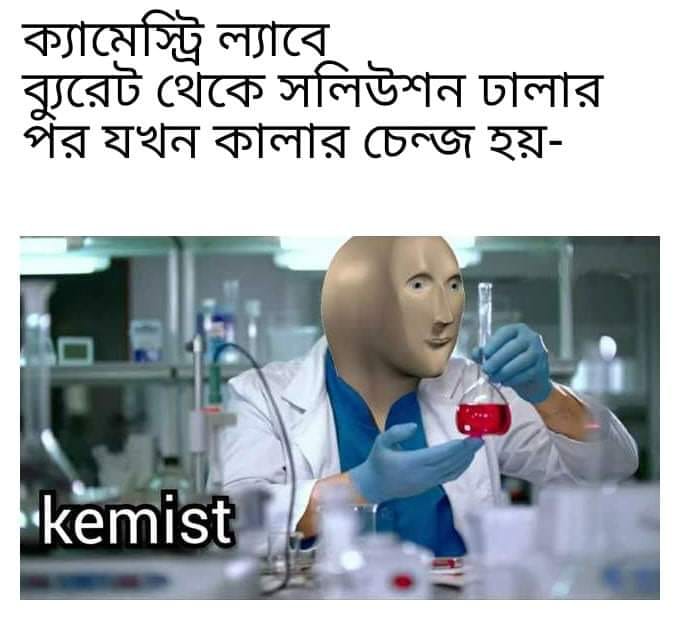 ক্যামেস্ট্রি ল্যাবে
ব্যুরেট থেকে সলিউশন ঢালার
পর যখন কালার চেন্জ হয়-
kemist